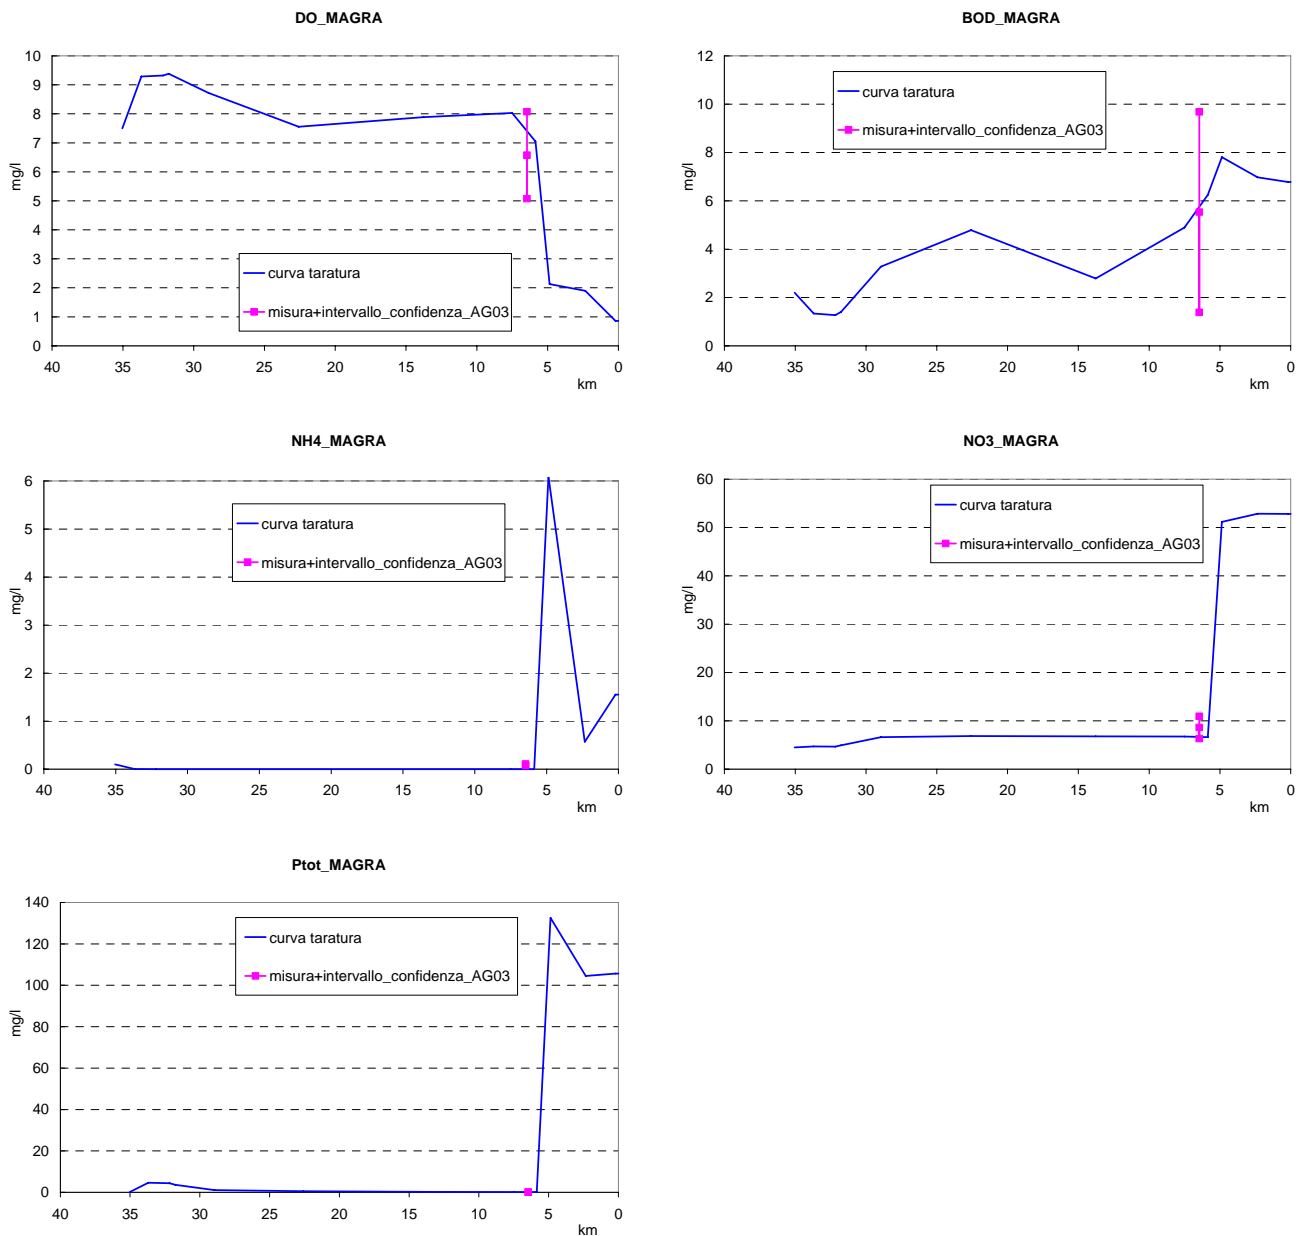 DO_MAGRA
10
9
8
7
6
5
4
3
2
1
0
mg/l
curva taratura
misura+intervallo_confidenza_AG03
40 35 30 25 20 15 10 5 0
km
BOD_MAGRA
12
10
8
6
4
2
0
mg/l
curva taratura
misura+intervallo_confidenza_AG03
40 35 30 25 20 15 10 5 0
km
NH4_MAGRA
6
5
4
3
2
1
0
mg/l
curva taratura
misura+intervallo_confidenza_AG03
40 35 30 25 20 15 10 5 0
km
NO3_MAGRA
60
50
40
30
20
10
0
mg/l
curva taratura
misura+intervallo_confidenza_AG03
40 35 30 25 20 15 10 5 0
km
Ptot_MAGRA
140
120
100
80
60
40
20
0
mg/l
curva taratura
misura+intervallo_confidenza_AG03
40 35 30 25 20 15 10 5 0
km